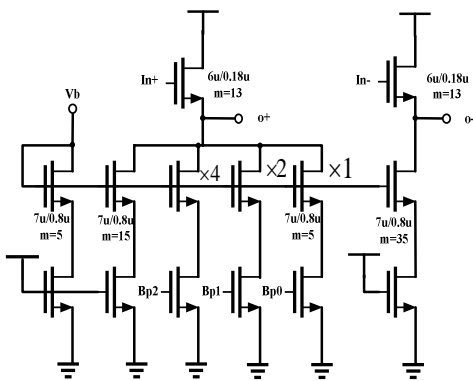 In+
6u/0.18u
m=13
In-
6u/0.18u
m=13
Vb
o+
o-
×4
×2
×1
7u/0.8u
m=5
7u/0.8u
m=15
7u/0.8u
m=5
7u/0.8u
m=35
Bp2
Bp1
Bp0